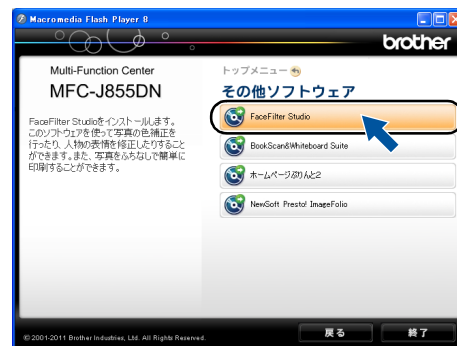 Macromedia Flash Player 8
brother
Multi-Function Center
MFC-J855DN
FaceFilter Studioをインストールします。
このソフトウェアを使って写真の色補正を
行ったり、人物の表情を修正したりすること
ができます。また、写真をふちなしで簡単に
印刷することができます。
トップメニュー
その他ソフトウェア
FaceFilter Studio
BookScan&Whiteboard Suite
ホームページぷりんと2
NewSoft Presto! ImageFolio
© 2001-2011 Brother Industries, Ltd. All Rights Reserved.
戻る
終了